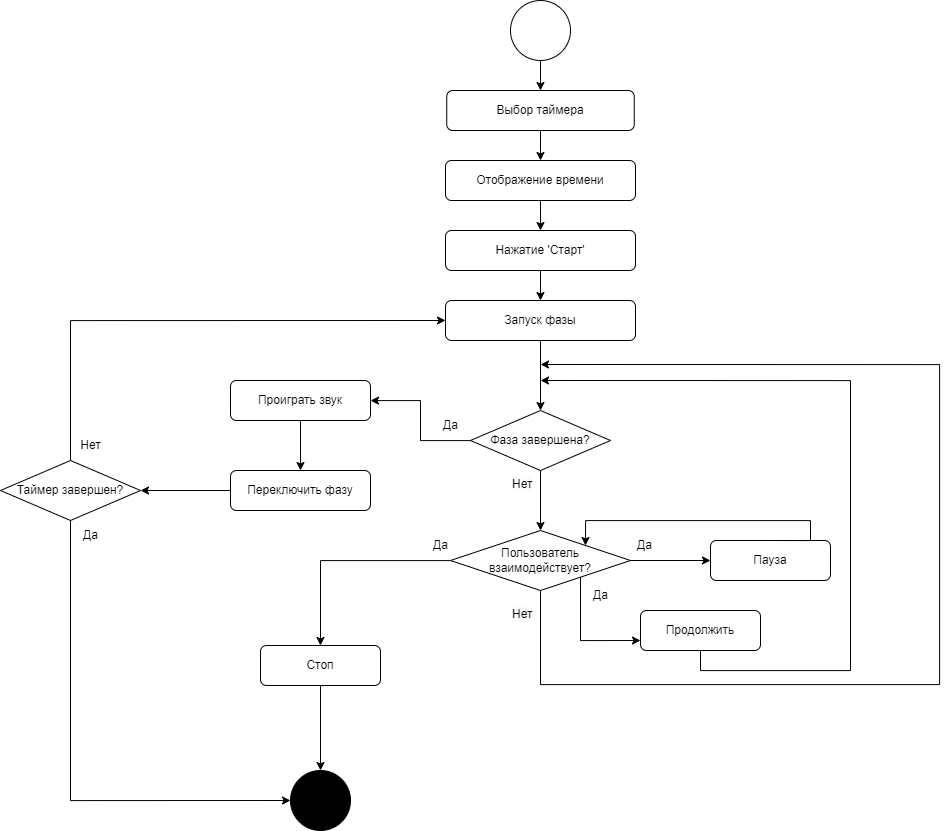 Выбор таймера
Отображение времени
Нажатие 'Старт'
Запуск фазы
Проиграть звук
Да
Фаза завершена?
Нет
Таймер завершен?
Переключить фазу
Нет
Да
Да
Пользователь
взаимодействует?
Да
Пауза
Да
Нет
Продолжить
Стоп